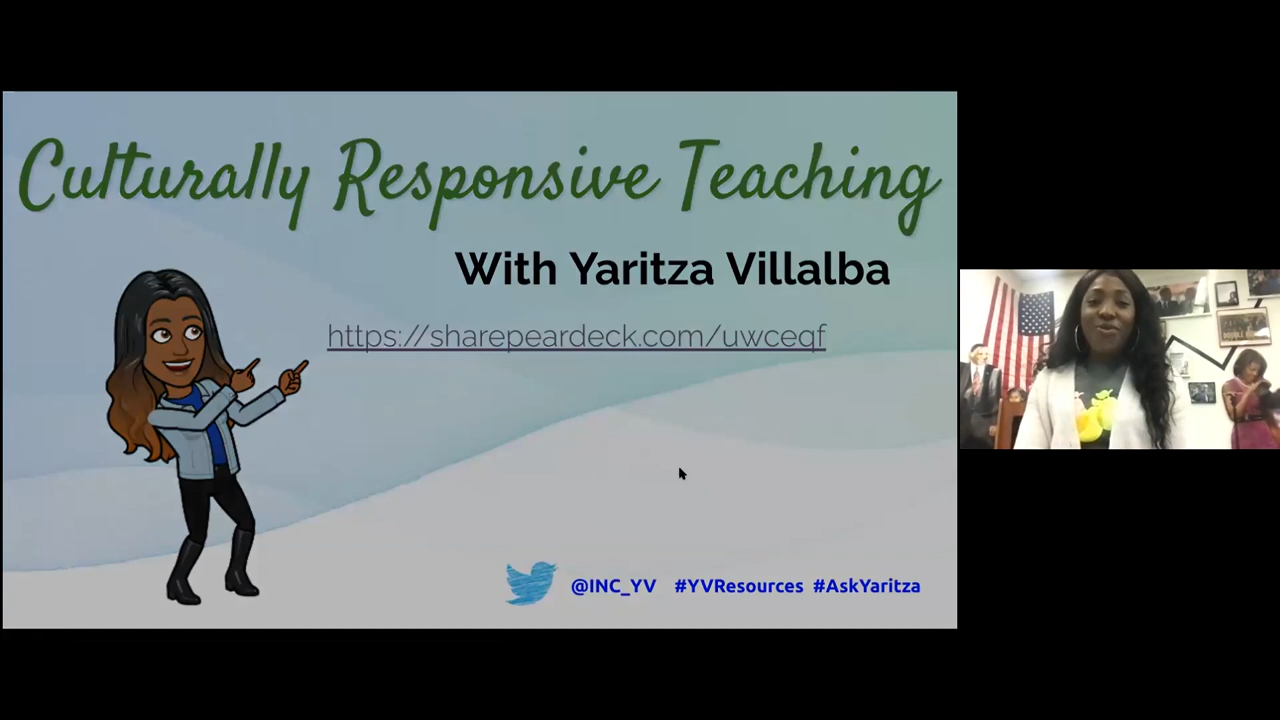 Culturally Responsive Teaching
With Yaritza Villalba
https://sharepeardeck.com/uwceqf
@INC_YV #YVResources #AskYaritza